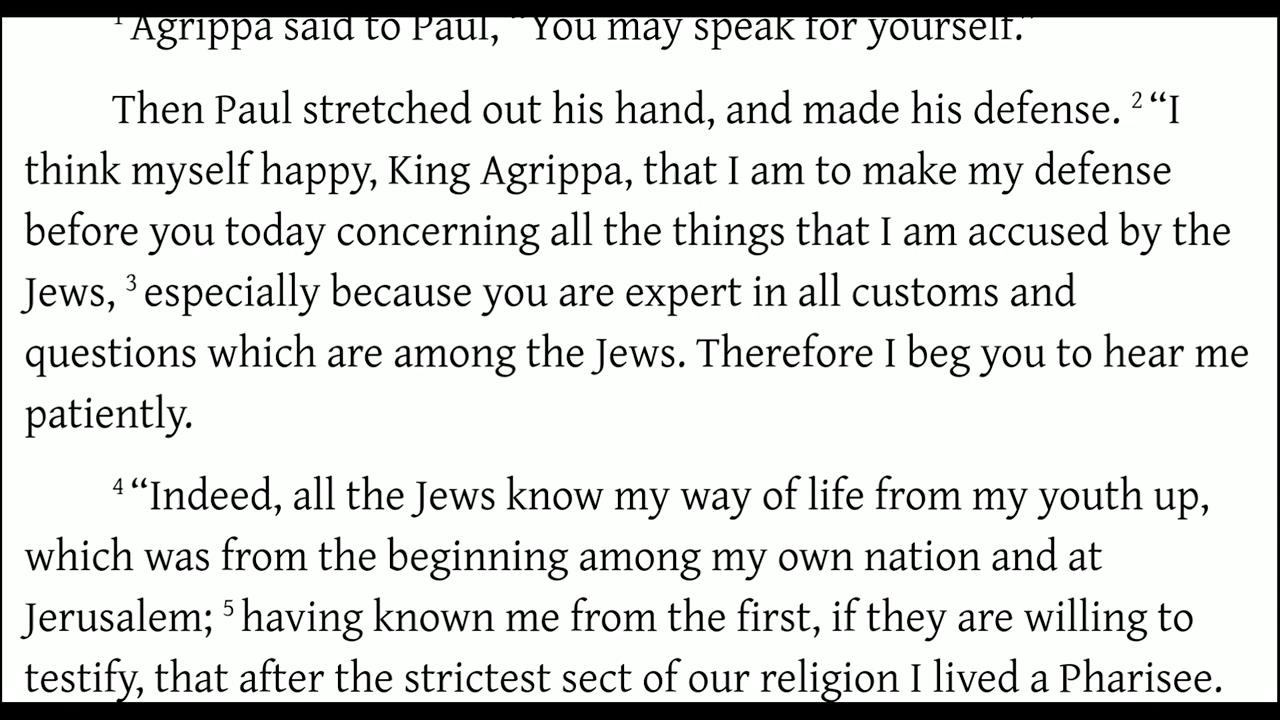 1 Agrippa said to Paul, “You may speak for yourself.”
Then Paul stretched out his hand, and made his defense. 2 “I
think myself happy, King Agrippa, that I am to make my defense
before you today concerning all the things that I am accused by the
Jews, 3 especially because you are expert in all customs and
questions which are among the Jews. Therefore I beg you to hear me
patiently.
4 “Indeed, all the Jews know my way of life from my youth up,
which was from the beginning among my own nation and at
Jerusalem; 5 having known me from the first, if they are willing to
testify, that after the strictest sect of our religion I lived a Pharisee.